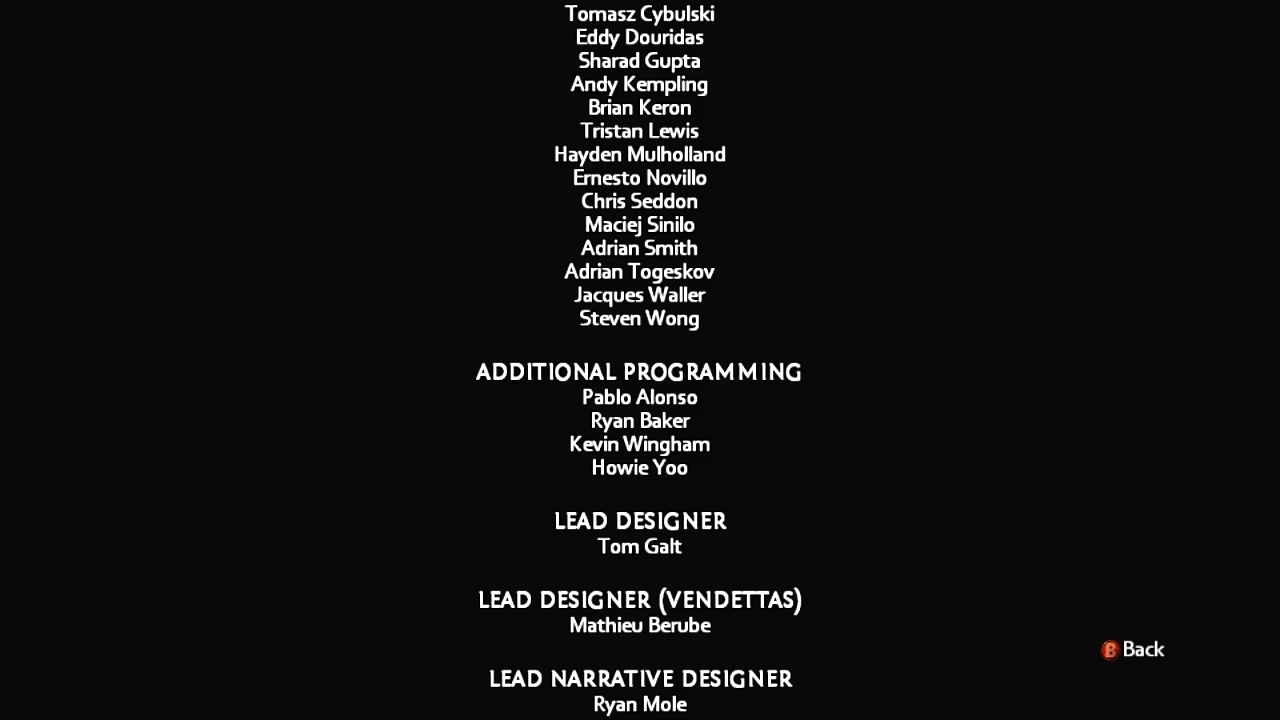 Tomasz Cybulski
Eddy Douridas
Sharad Gupta
Andy Kempling
Brian Keron
Tristan Lewis
Hayden Mulholland
Ernesto Novillo
Chris Seddon
Maciej Sinilo
Adrian Smith
Adrian Togeskov
Jacques Waller
Steven Wong
ADDITIONAL PROGRAMMING
Pablo Alonso
Ryan Baker
Kevin Wingham
Howie Yoo
LEAD DESIGNER
Tom Galt
LEAD DESIGNER (VENDETTAS)
Mathieu Berube
B Back
LEAD NARRATIVE DESIGNER
Ryan Mole